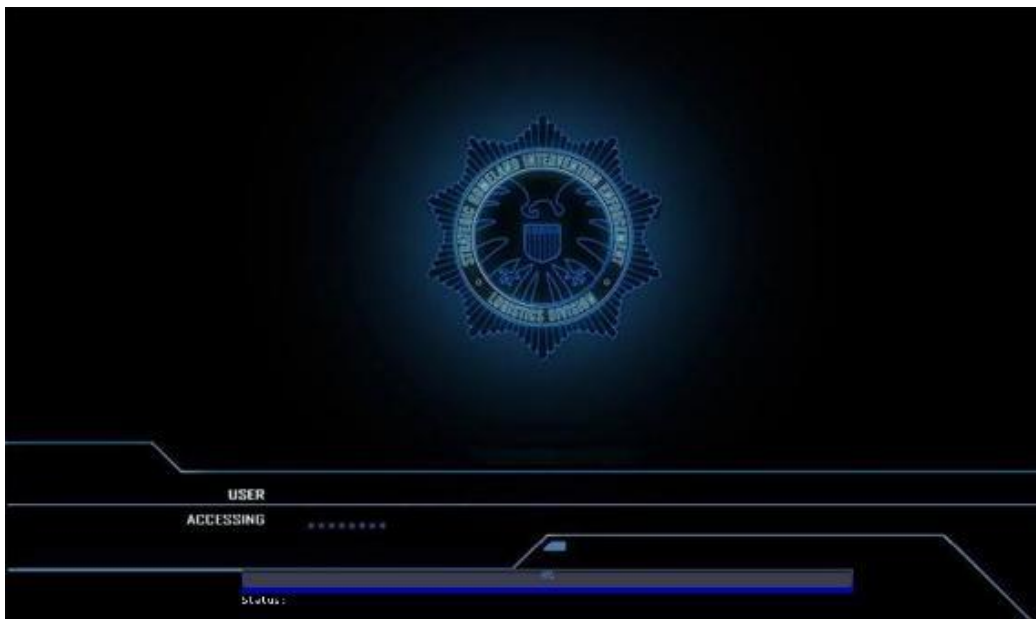 STRATEGIC HOMELAND INTERVENTION ENFORCEMENT
LOGISTICS DIVISION
USER
ACCESSING
Status: